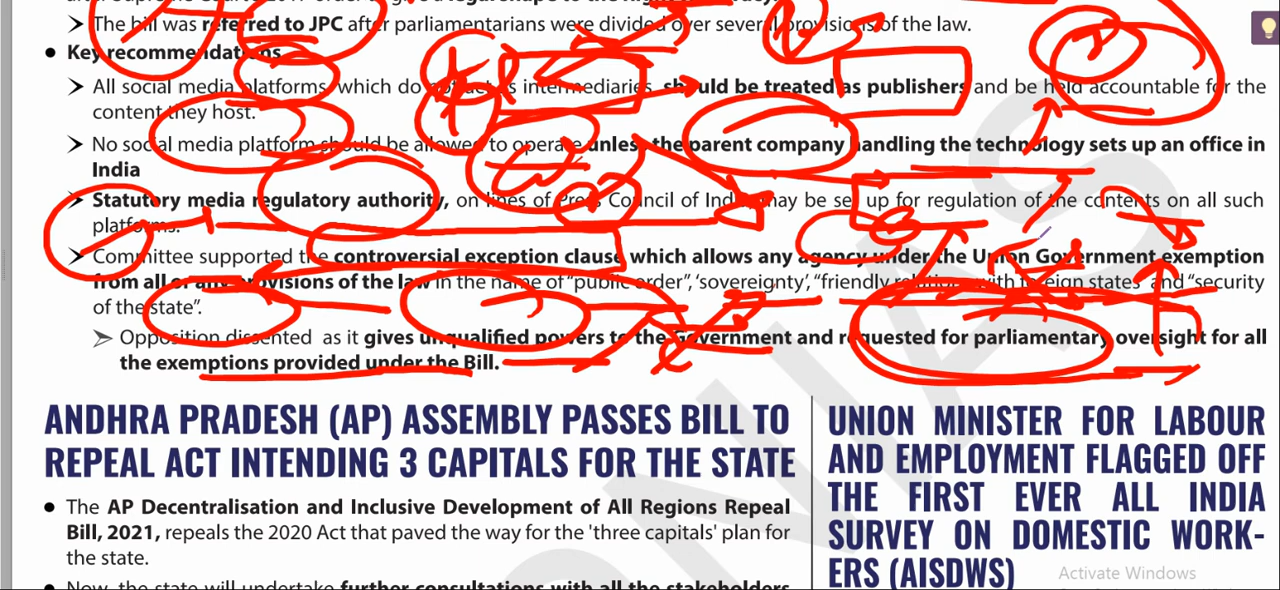 The bill was referred to JPC after parliamentarians were divided over several provisions of the law.
Key recommendations
All social media platforms, which do not act as intermediaries, should be treated as publishers and be held accountable for the
content they host.
No social media platform should be allowed to operate unless the parent company handling the technology sets up an office in
India
Statutory media regulatory authority, on lines of Press Council of India, may be set up for regulation of the contents on all such
platforms.
Committee supported the controversial exception clause which allows any agency under the Union Government exemption
from all or any provisions of the law in the name of "public order", 'sovereignty', "friendly relations with foreign states" and "security
of the state".
Opposition dissented as it gives unqualified powers to the Government and requested for parliamentary oversight for all
the exemptions provided under the Bill.
ANDHRA PRADESH (AP) ASSEMBLY PASSES BILL TO
REPEAL ACT INTENDING 3 CAPITALS FOR THE STATE
The AP Decentralisation and Inclusive Development of All Regions Repeal
Bill, 2021, repeals the 2020 Act that paved the way for the 'three capitals' plan for
the state.
Now, the state will undertake further consultations with all the stakeholders
UNION MINISTER FOR LABOUR
AND EMPLOYMENT FLAGGED OFF
THE FIRST EVER ALL INDIA
SURVEY ON DOMESTIC WORK-
ERS (AISDWS)
Activate Windows